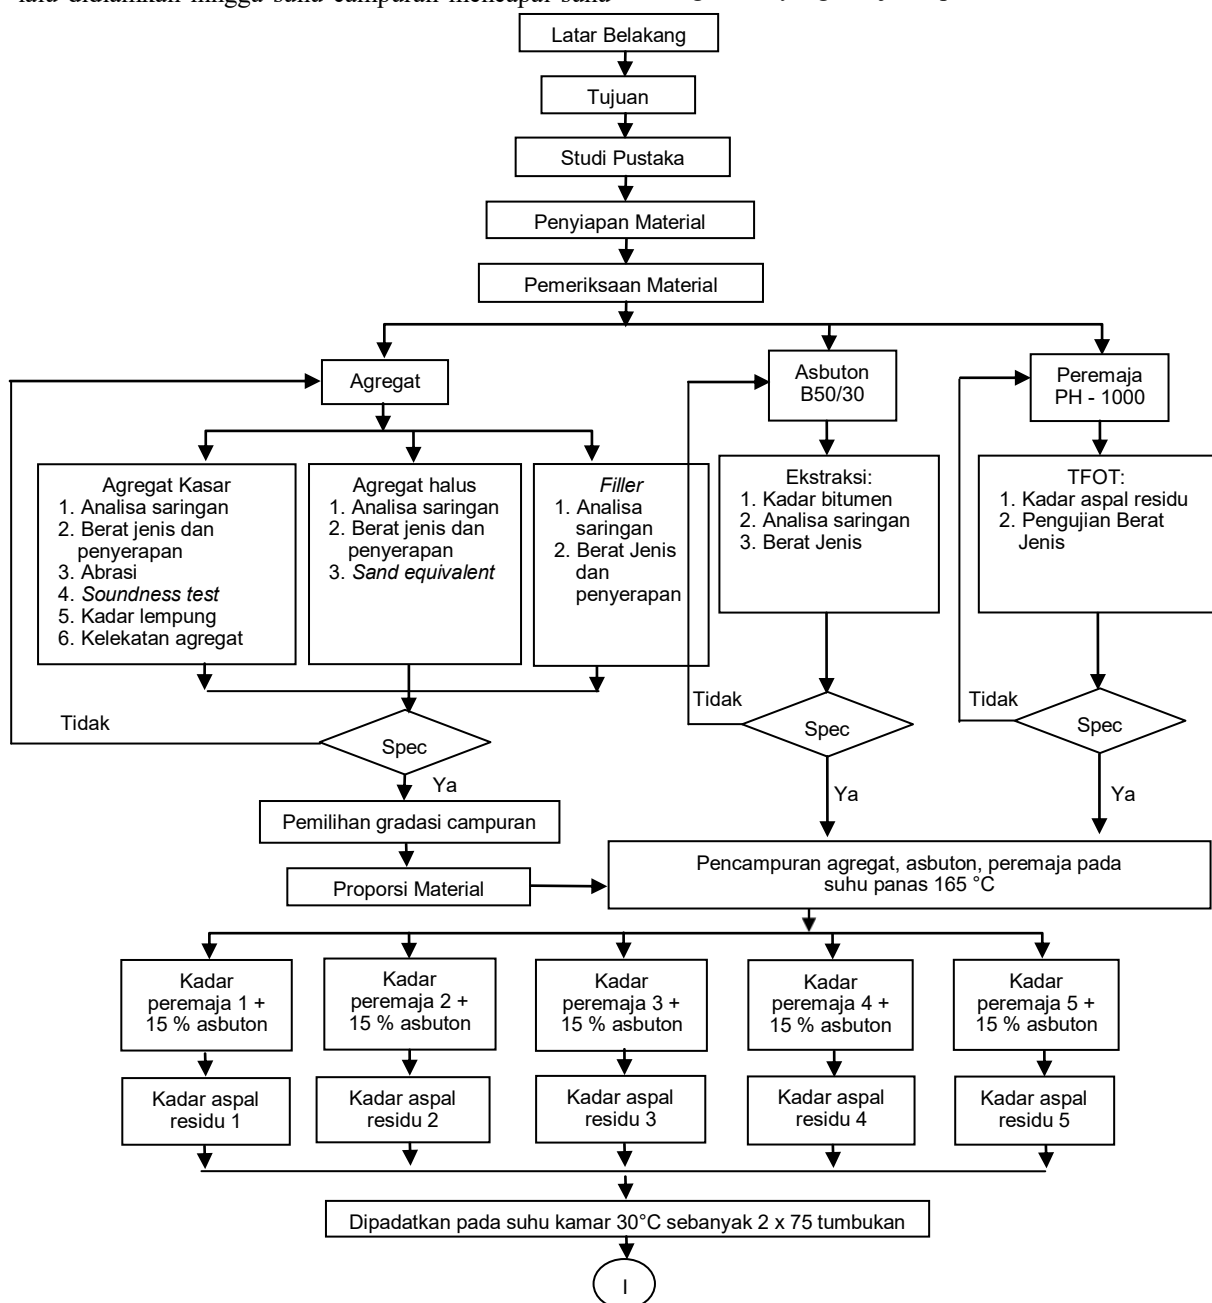 lalu didiamkan hingga suhu campuran mencapai suhu
Latar Belakang
Tujuan
Studi Pustaka
Penyiapan Material
Pemeriksaan Material
Agregat
Asbuton
B50/30
Peremaja
PH - 1000
Agregat Kasar
1. Analisa saringan
2. Berat jenis dan
penyerapan
3. Abrasi
4. Soundness test
5. Kadar lempung
6. Kelekatan agregat
Agregat halus
1. Analisa saringan
2. Berat jenis dan
penyerapan
3. Sand equivalent
Filler
1. Analisa
saringan
2. Berat Jenis
dan
penyerapan
Ekstraksi:
1. Kadar bitumen
2. Analisa saringan
3. Berat Jenis
TFOT:
1. Kadar aspal residu
2. Pengujian Berat
Jenis
Tidak
Spec
Ya
Tidak
Spec
Ya
Tidak
Spec
Ya
Pemilihan gradasi campuran
Proporsi Material
Pencampuran agregat, asbuton, peremaja pada
suhu panas 165 °C
Kadar
peremaja 1 +
15 % asbuton
Kadar
peremaja 2 +
15 % asbuton
Kadar
peremaja 3 +
15 % asbuton
Kadar
peremaja 4 +
15 % asbuton
Kadar
peremaja 5 +
15 % asbuton
Kadar aspal
residu 1
Kadar aspal
residu 2
Kadar aspal
residu 3
Kadar aspal
residu 4
Kadar aspal
residu 5
Dipadatkan pada suhu kamar 30°C sebanyak 2 x 75 tumbukan
I